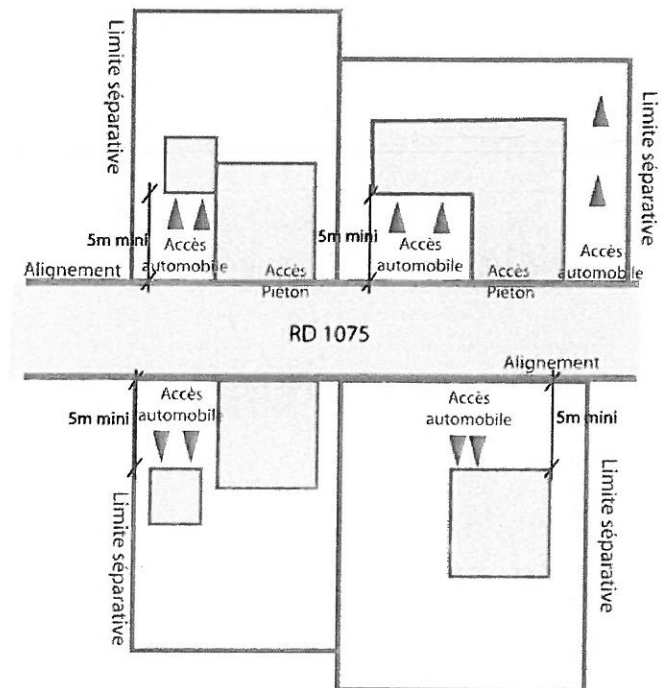 Limite séparative
Limite séparative
5m mini
Accès
automobile
5m mini
Accès
automobile
Accès
automobile
Alignement
Accès
Piéton
Accès
Piéton
RD 1075
Alignement
5m mini
Accès
automobile
Accès
automobile
5m mini
Limite séparative
Limite séparative